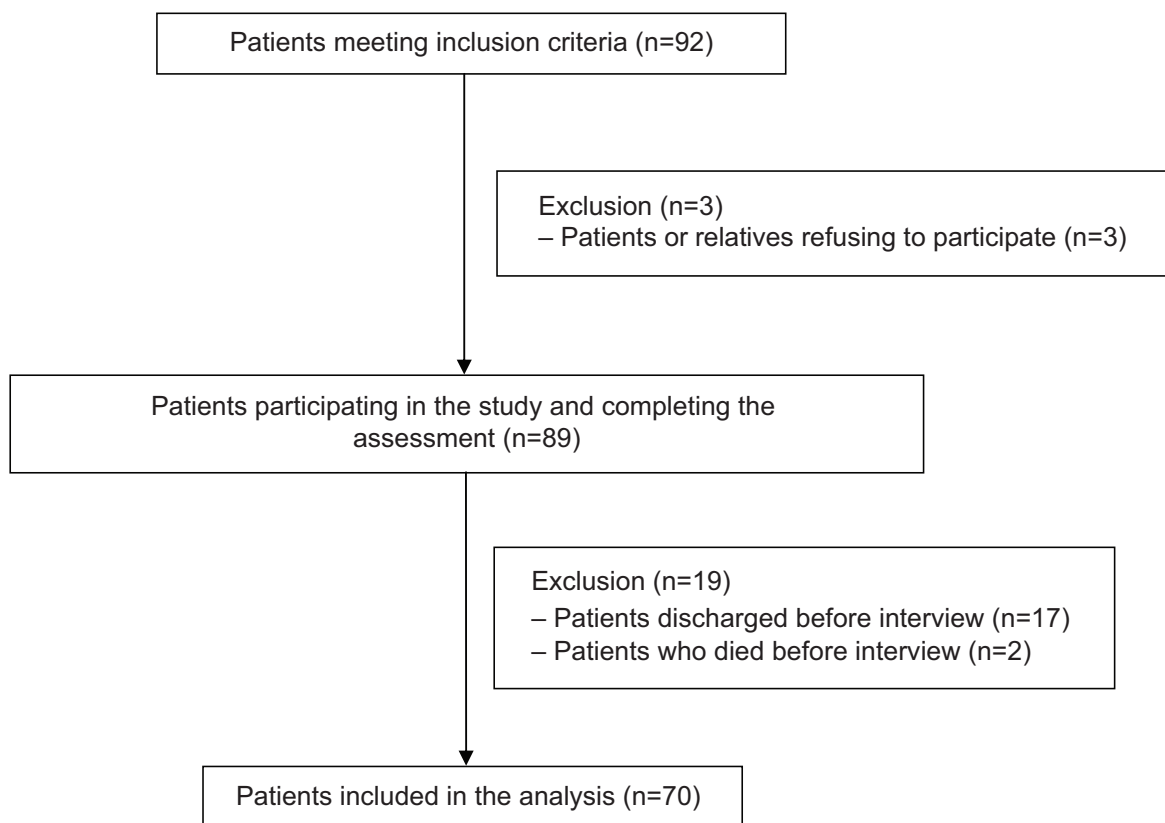 Patients meeting inclusion criteria (n=92)
Exclusion (n=3)
– Patients or relatives refusing to participate (n=3)
Patients participating in the study and completing the
assessment (n=89)
Exclusion (n=19)
– Patients discharged before interview (n=17)
– Patients who died before interview (n=2)
Patients included in the analysis (n=70)